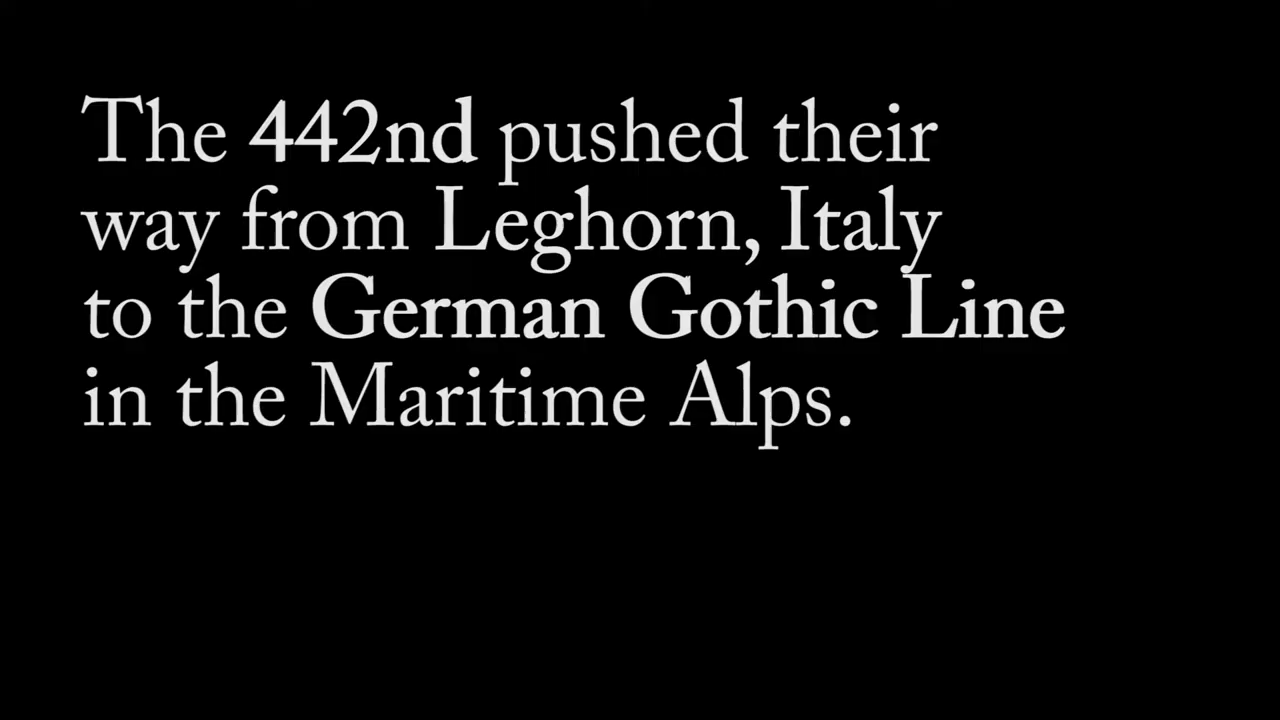 The 442nd pushed their
way from Leghorn, Italy
to the German Gothic Line
in the Maritime Alps.